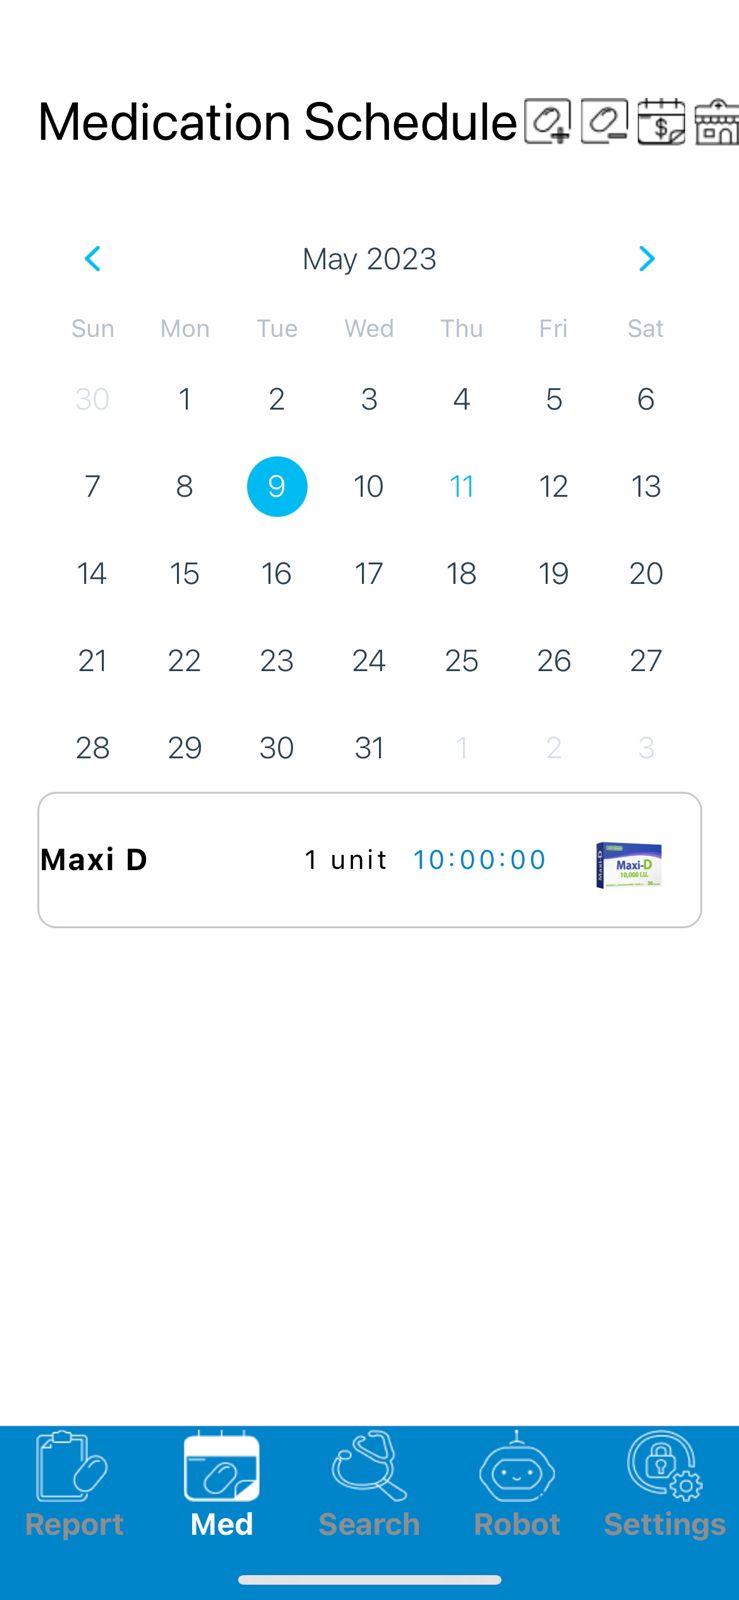 Medication Schedule
$
May 2023
Sun Mon Tue Wed Thu Fri Sat
30 1 2 3 4 5 6
7 8 9 10 11 12 13
14 15 16 17 18 19 20
21 22 23 24 25 26 27
28 29 30 31 1 2 3
Maxi D 1 unit 10:00:00
Maxi-D
Maxi-D
10,000 I.U.
Report Med Search Robot Settings